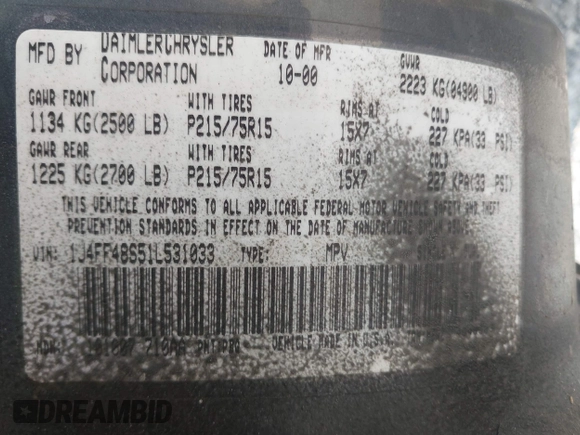 MFD BY DAIMLERCHRYSLER CORPORATION DATE OF MFR 10-00 GVWR 2223 KG(04900 LB)
GAWR FRONT WITH TIRES RIMS AT COLD
1134 KG(2500 LB) P215/75R15 15X7 227 KPA(33 PSI)
GAWR REAR WITH TIRES RIMS AT COLD
1225 KG(2700 LB) P215/75R15 15X7 227 KPA(33 PSI)
THIS VEHICLE CONFORMS TO ALL APPLICABLE FEDERAL MOTOR VEHICLE SAFETY AND THEFT
PREVENTION STANDARDS IN EFFECT ON THE DATE OF MANUFACTURE SHOWN
VIN: 1J4FF48S51L531033 TYPE: MPV
MDH: VEHICLE MADE IN U.S.A.
DREAMBID